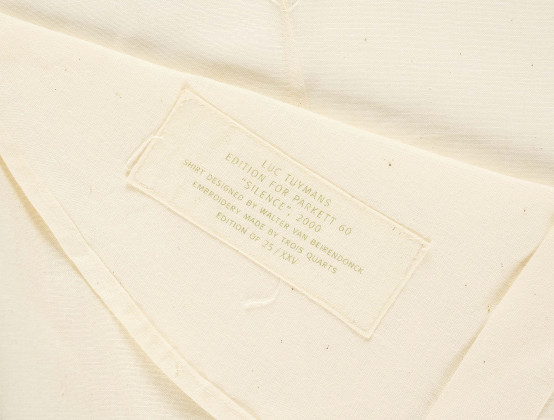 LUC TUYMANS
EDITION FOR PARKETT 60
"SILENCE", 2000
SHIRT DESIGNED BY WALTER VAN BEIRENDONCK
EMBROIDERY MADE BY TROIS QUARTS
EDITION OF 25/XXV